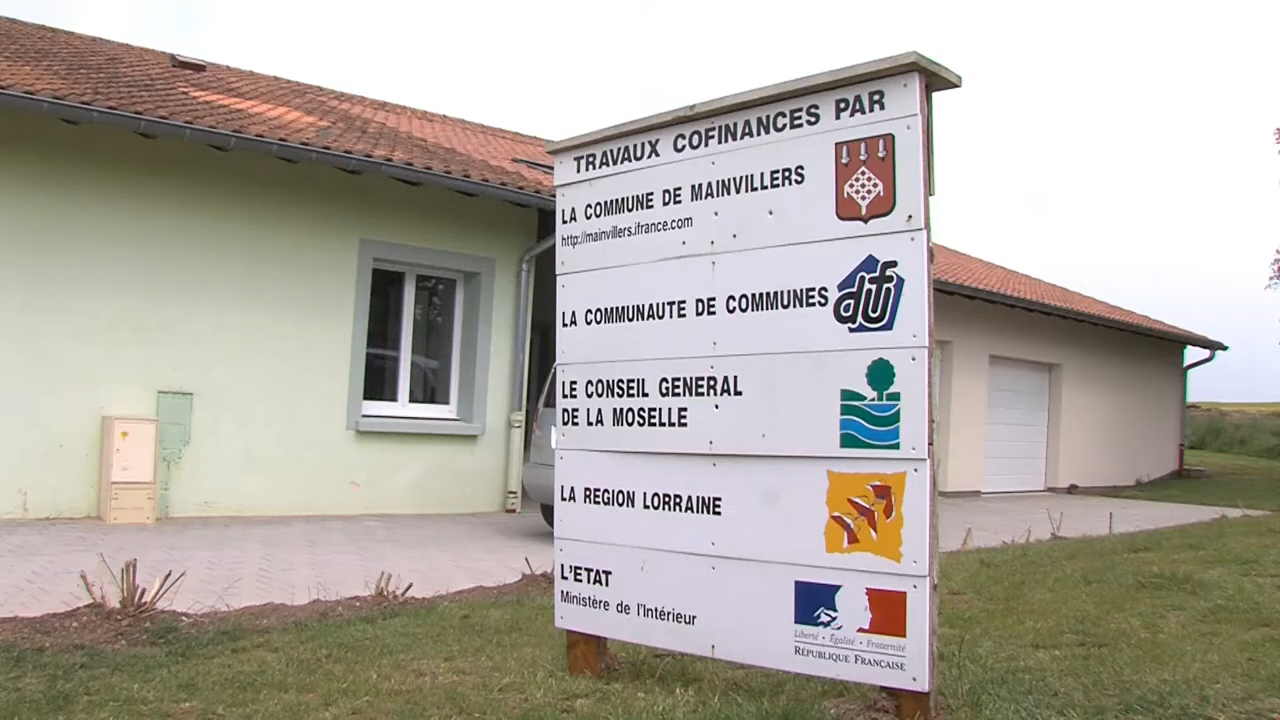 TRAVAUX COFINANCES PAR
LA COMMUNE DE MAINVILLERS
http://mainvillers.ifrance.com
LA COMMUNAUTE DE COMMUNES
duf
LE CONSEIL GENERAL
DE LA MOSELLE
LA REGION LORRAINE
L'ETAT
Ministère de l'Intérieur
Liberté • Égalité • Fraternité
RÉPUBLIQUE FRANÇAISE